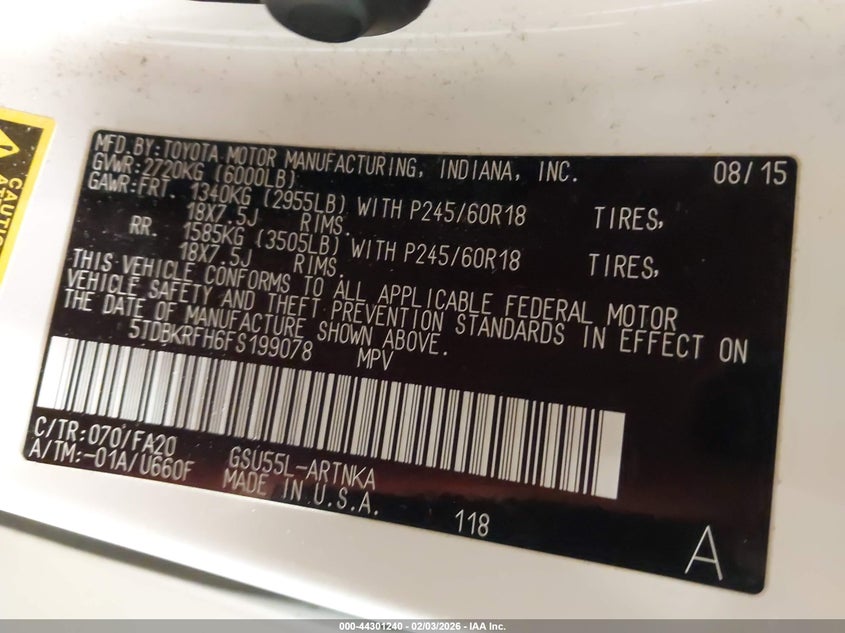 MFD.BY:TOYOTA MOTOR MANUFACTURING, INDIANA, INC. 08/15
GVWR:2720KG (6000LB)
GAWR:FRT. 1340KG (2955LB) WITH P245/60R18 TIRES,
18X7.5J RIMS.
RR. 1585KG (3505LB) WITH P245/60R18 TIRES,
18X7.5J RIMS.
THIS VEHICLE CONFORMS TO ALL APPLICABLE FEDERAL MOTOR
VEHICLE SAFETY AND THEFT PREVENTION STANDARDS IN EFFECT ON
THE DATE OF MANUFACTURE SHOWN ABOVE.
5TDBKRFH6FS199078 MPV
C/TR:070/FA20
A/TM:-01A/U660F
GSU55L-ARTNKA
MADE IN U.S.A.
118
A
000-44301240 - 02/03/2026 - IAA Inc.